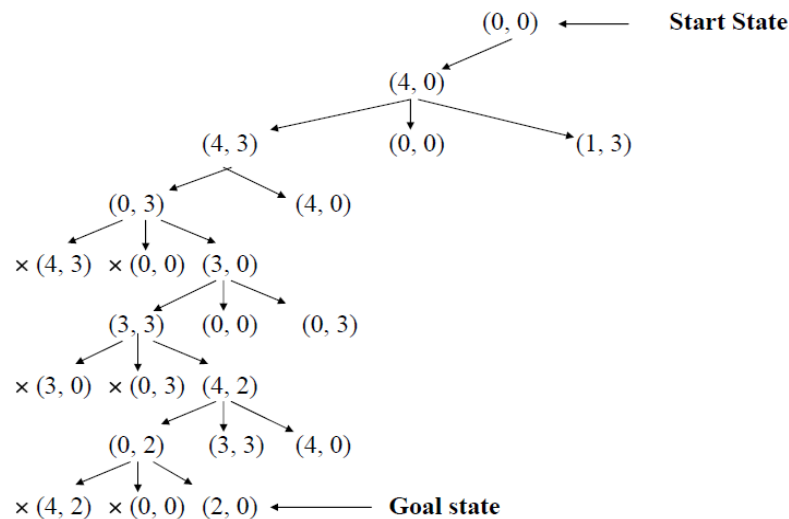 (0, 0) Start State
(4, 0)
(4, 3) (0, 0) (1, 3)
(0, 3) (4, 0)
× (4, 3) × (0, 0) (3, 0)
(3, 3) (0, 0) (0, 3)
× (3, 0) × (0, 3) (4, 2)
(0, 2) (3, 3) (4, 0)
× (4, 2) × (0, 0) (2, 0) Goal state